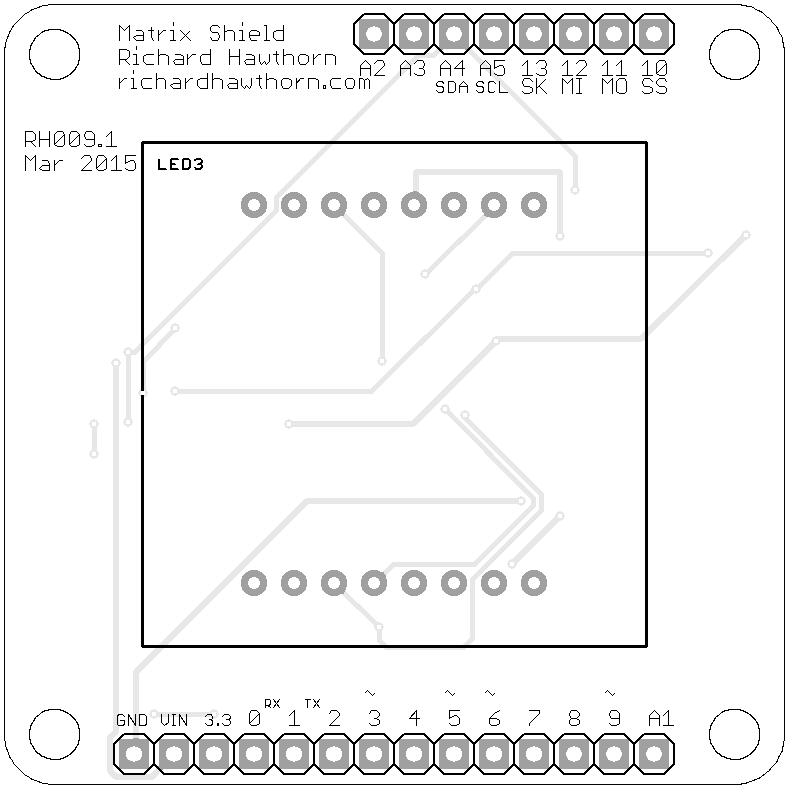 Matrix Shield
Richard Hawthorn
richardhawthorn.com
A2 A3 A4 A5 13 12 11 10
SDA SCL SK MI MO SS
RH009.1
Mar 2015
LED3
RX TX ~ ~ ~ ~
GND VIN 3.3 0 1 2 3 4 5 6 7 8 9 A1